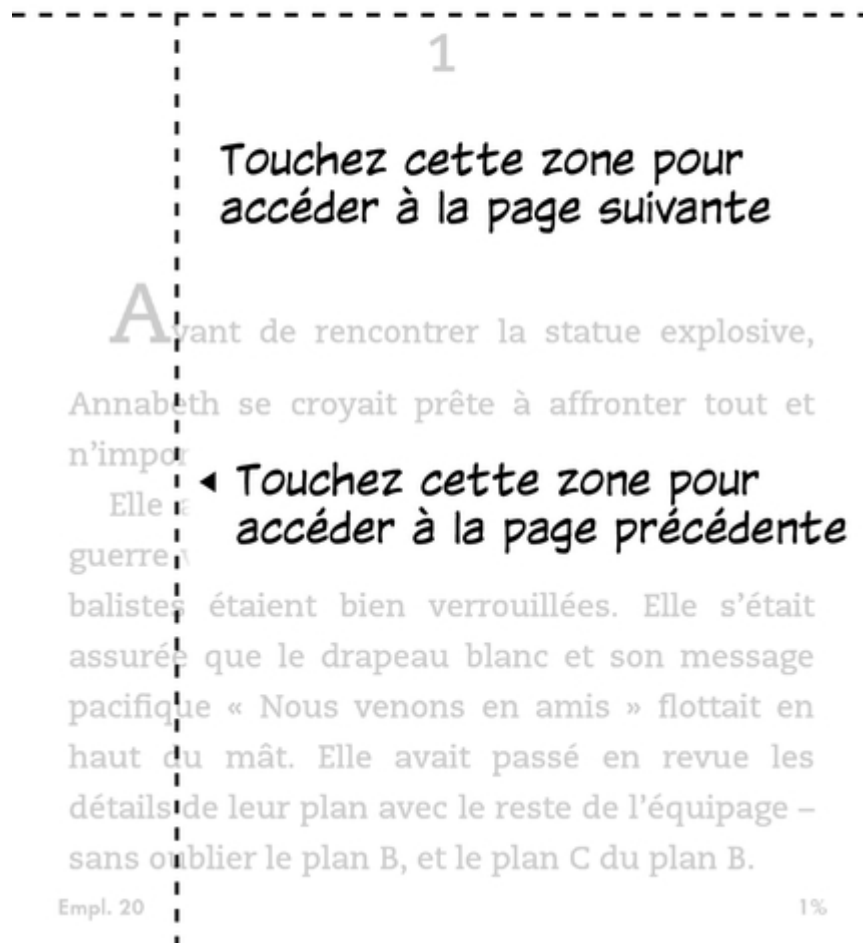 1
Touchez cette zone pour
accéder à la page suivante
Avant de rencontrer la statue explosive,
Annabeth se croyait prête à affronter tout et
n'impor
◄ Touchez cette zone pour
accéder à la page précédente
Elle
guerre
balistes étaient bien verrouillées. Elle s'était
assurée que le drapeau blanc et son message
pacifique « Nous venons en amis » flottait en
haut du mât. Elle avait passé en revue les
détails de leur plan avec le reste de l'équipage –
sans oublier le plan B, et le plan C du plan B.
Empl. 20 1%